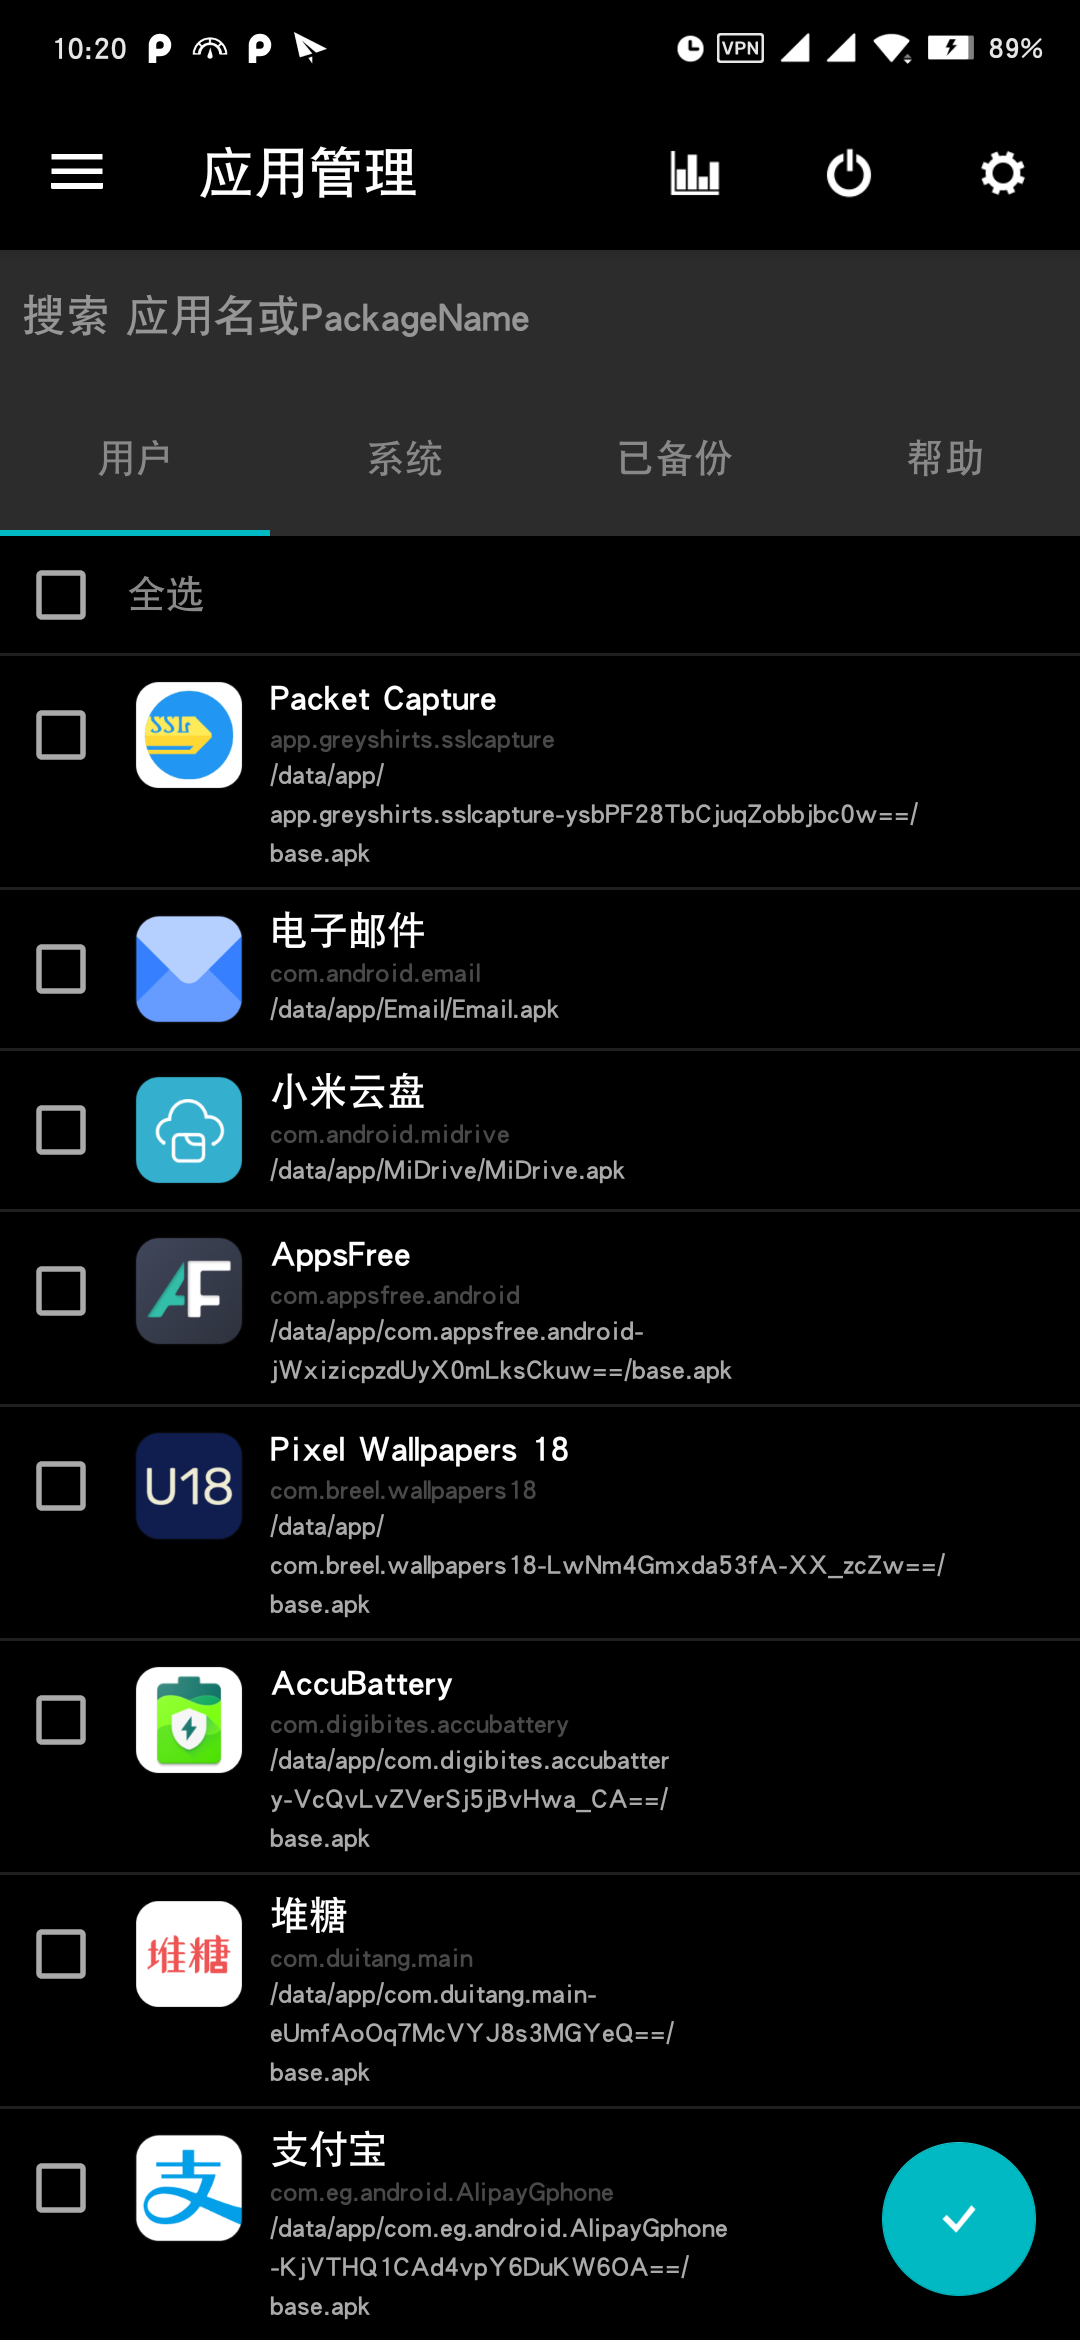 10:20
VPN
89%
应用管理
搜索 应用名或PackageName
用户
系统
已备份
帮助
全选
SSL
Packet Capture
app.greyshirts.sslcapture
/data/app/
app.greyshirts.sslcapture-ysbPF28TbCjuqZobbjbc0w==/
base.apk
电子邮件
com.android.email
/data/app/Email/Email.apk
小米云盘
com.android.midrive
/data/app/MiDrive/MiDrive.apk
AF
AppsFree
com.appsfree.android
/data/app/com.appsfree.android-
jWxizicpzdUyX0mLksCkuw==/base.apk
U18
Pixel Wallpapers 18
com.breel.wallpapers18
/data/app/
com.breel.wallpapers18-LwNm4Gmxda53fA-XX_zcZw==/
base.apk
AccuBattery
com.digibites.accubattery
/data/app/com.digibites.accubatter
y-VcQvLvZVerSj5jBvHwa_CA==/
base.apk
堆糖
堆糖
com.duitang.main
/data/app/com.duitang.main-
eUmfAoOq7McVYJ8s3MGYeQ==/
base.apk
支
支付宝
com.eg.android.AlipayGphone
/data/app/com.eg.android.AlipayGphone
-KjVTHQ1CAd4vpY6DuKW6OA==/
base.apk